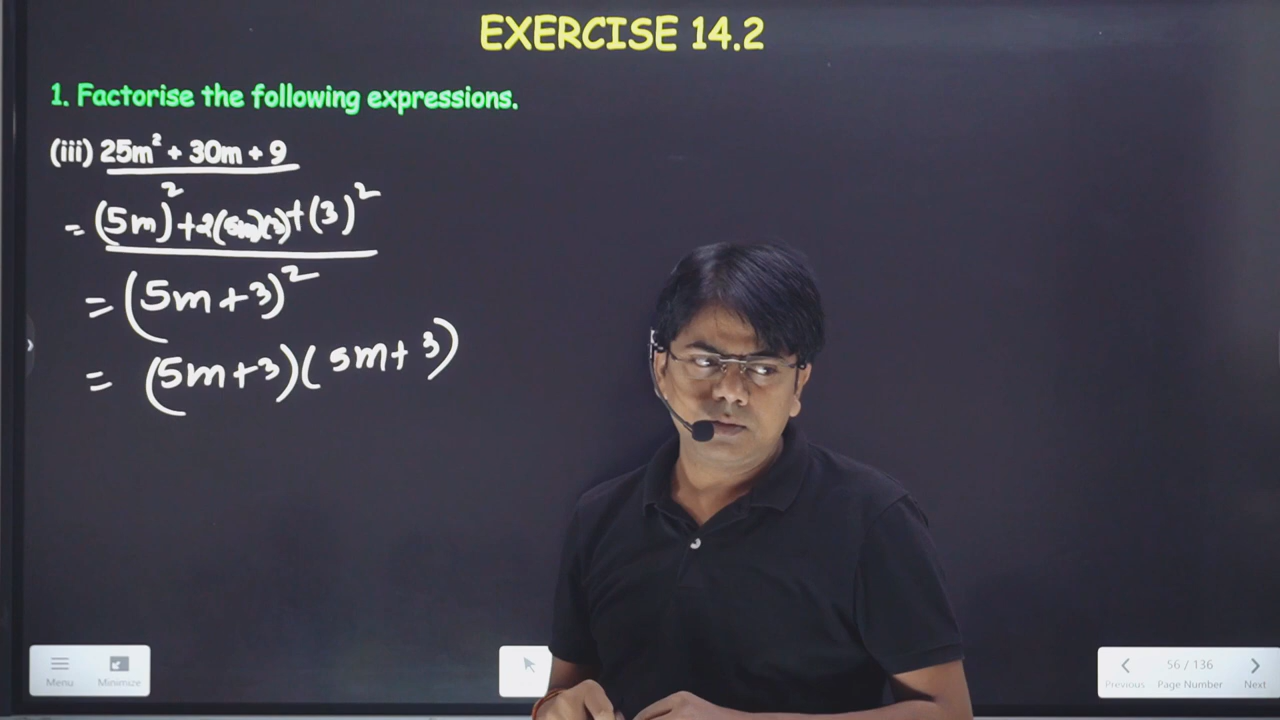 EXERCISE 14.2
1. Factorise the following expressions.
(iii) 25m² + 30m + 9
= (5m)² + 2(5m)(3) + (3)²
= (5m+3)²
= (5m+3)(5m+3)
Menu Minimize
56 / 136
Previous Page Number Next